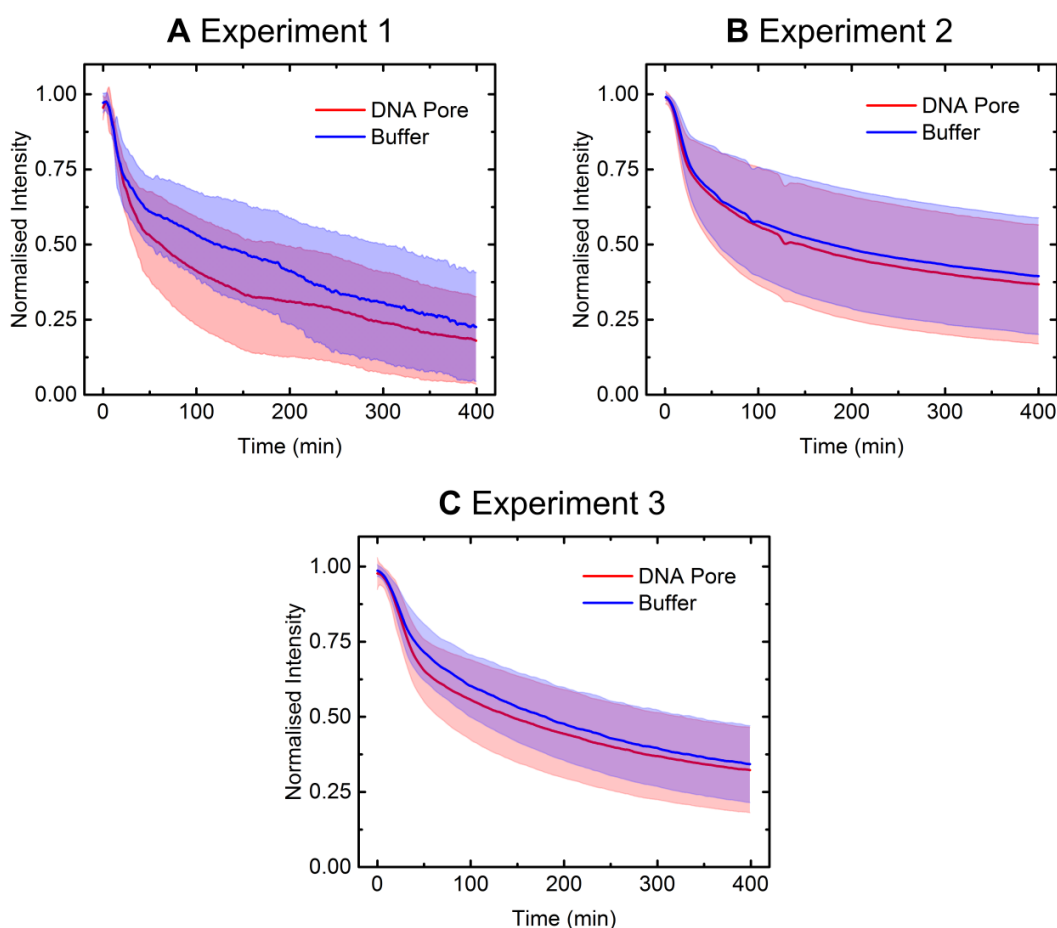 A Experiment 1
DNA Pore
Buffer
Normalised Intensity
1.00
0.75
0.50
0.25
0.00
0 100 200 300 400
Time (min)
B Experiment 2
DNA Pore
Buffer
Normalised Intensity
1.00
0.75
0.50
0.25
0.00
0 100 200 300 400
Time (min)
C Experiment 3
DNA Pore
Buffer
Normalised Intensity
1.00
0.75
0.50
0.25
0.00
0 100 200 300 400
Time (min)